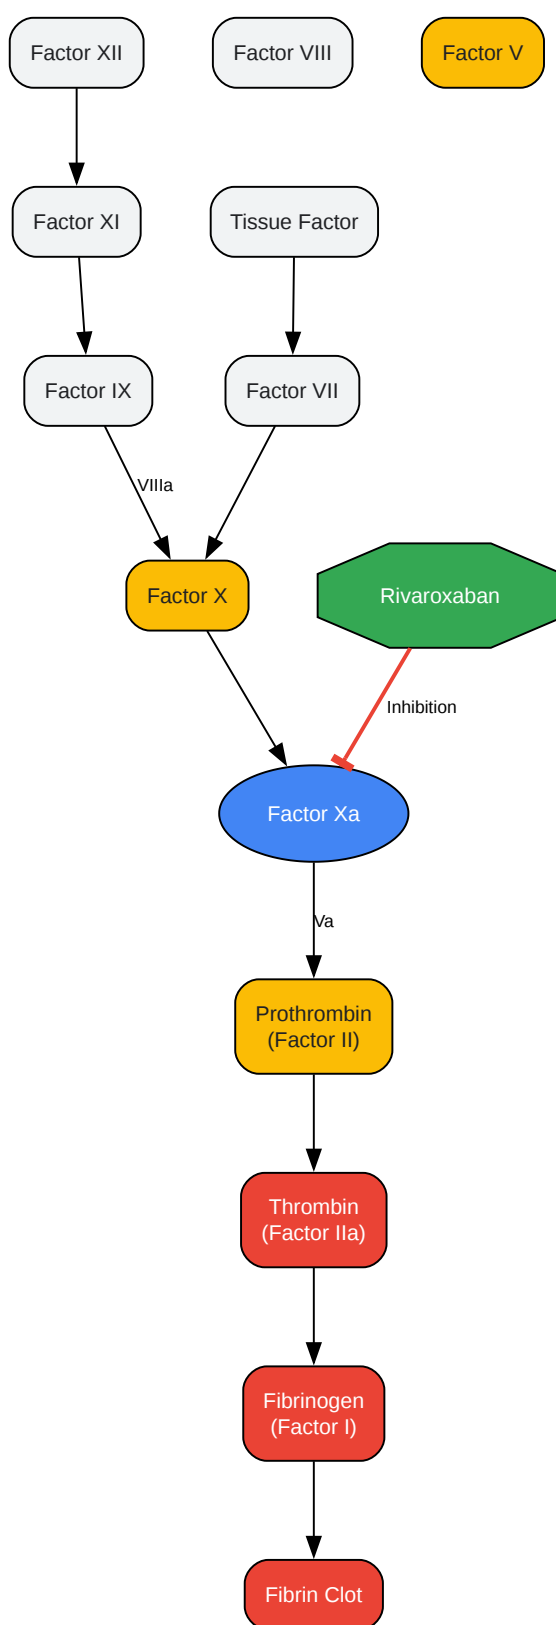 Factor XII
Factor VIII
Factor V
Factor XI
Tissue Factor
Factor IX
Factor VII
VIIIa
Factor X
Rivaroxaban
Inhibition
Factor Xa
Va
Prothrombin
(Factor II)
Thrombin
(Factor IIa)
Fibrinogen
(Factor I)
Fibrin Clot